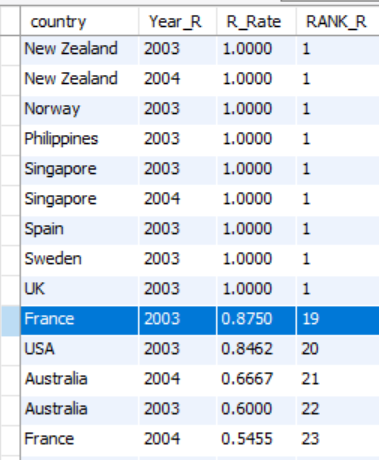 country Year_R R_Rate RANK_R
New Zealand 2003 1.0000 1
New Zealand 2004 1.0000 1
Norway 2003 1.0000 1
Philippines 2003 1.0000 1
Singapore 2003 1.0000 1
Singapore 2004 1.0000 1
Spain 2003 1.0000 1
Sweden 2003 1.0000 1
UK 2003 1.0000 1
France 2003 0.8750 19
USA 2003 0.8462 20
Australia 2004 0.6667 21
Australia 2003 0.6000 22
France 2004 0.5455 23